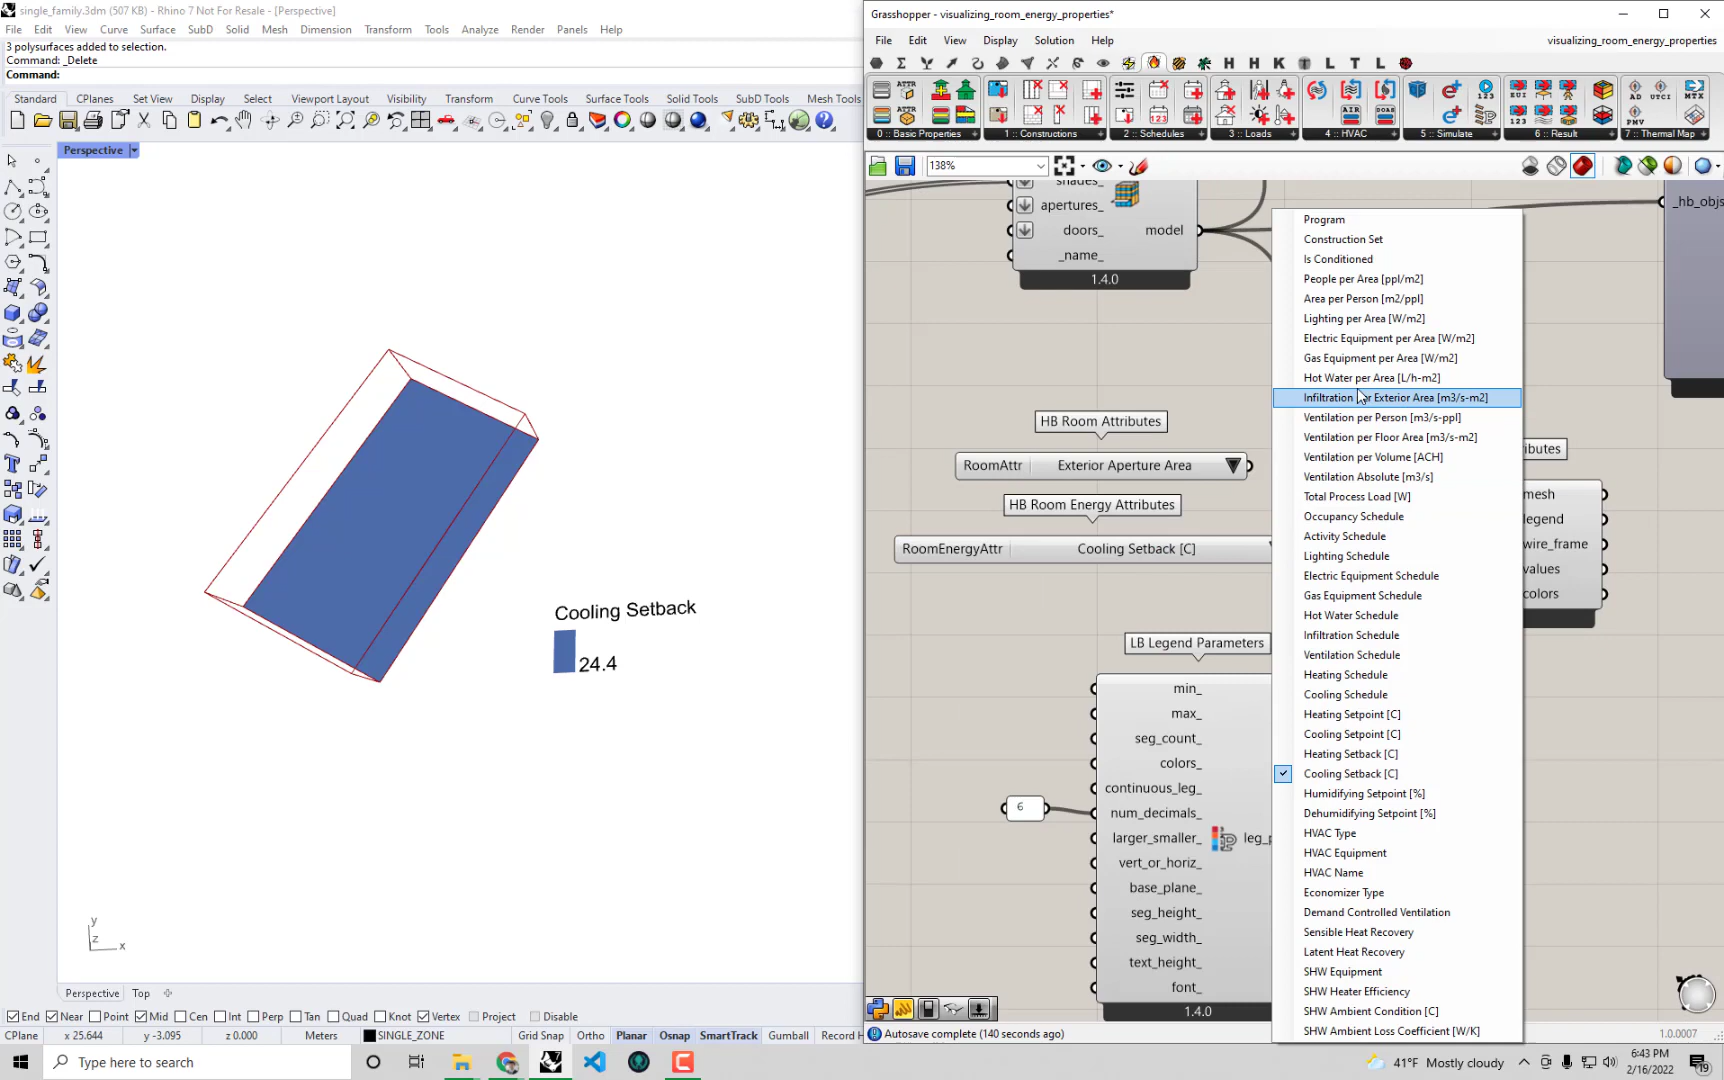 single_family.3dm (507 KB) - Rhino 7 Not For Resale - [Perspective]
File Edit View Curve Surface SubD Solid Mesh Dimension Transform Tools Analyze Render Panels Help
3 polysurfaces added to selection.
Command: _Delete
Command:
Standard CPlanes Set View Display Select Viewport Layout Visibility Transform Curve Tools Surface Tools Solid Tools SubD Tools Mesh Tools
Perspective
Cooling Setback
24.4
y
z
x
Perspective Top
End Near Point Mid Cen Int Perp Tan Quad Knot Vertex Project Disable
CPlane x 25.644 y -3.095 z 0.000 Meters SINGLE_ZONE Grid Snap Ortho Planar Osnap SmartTrack Gumball Record H
Grasshopper - visualizing_room_energy_properties*
File Edit View Display Solution Help
visualizing_room_energy_properties
0 :: Basic Properties 1 :: Constructions 2 :: Schedules 3 :: Loads 4 :: HVAC 5 :: Simulate 6 :: Result 7 :: Thermal Map
138%
shades_
apertures_
doors_
_name_
model
1.4.0
_hb_objs
HB Room Attributes
RoomAttr Exterior Aperture Area
HB Room Energy Attributes
RoomEnergyAttr Cooling Setback [C]
LB Legend Parameters
min_
max_
seg_count_
colors_
continuous_leg_
6
num_decimals_
larger_smaller_
leg_p
vert_or_horiz_
base_plane_
seg_height_
seg_width_
text_height_
font_
1.4.0
ibutes
mesh
legend
wire_frame
values
colors
Program
Construction Set
Is Conditioned
People per Area [ppl/m2]
Area per Person [m2/ppl]
Lighting per Area [W/m2]
Electric Equipment per Area [W/m2]
Gas Equipment per Area [W/m2]
Hot Water per Area [L/h-m2]
Infiltration per Exterior Area [m3/s-m2]
Ventilation per Person [m3/s-ppl]
Ventilation per Floor Area [m3/s-m2]
Ventilation per Volume [ACH]
Ventilation Absolute [m3/s]
Total Process Load [W]
Occupancy Schedule
Activity Schedule
Lighting Schedule
Electric Equipment Schedule
Gas Equipment Schedule
Hot Water Schedule
Infiltration Schedule
Ventilation Schedule
Heating Schedule
Cooling Schedule
Heating Setpoint [C]
Cooling Setpoint [C]
Heating Setback [C]
Cooling Setback [C]
Humidifying Setpoint [%]
Dehumidifying Setpoint [%]
HVAC Type
HVAC Equipment
HVAC Name
Economizer Type
Demand Controlled Ventilation
Sensible Heat Recovery
Latent Heat Recovery
SHW Equipment
SHW Heater Efficiency
SHW Ambient Condition [C]
SHW Ambient Loss Coefficient [W/K]
Autosave complete (140 seconds ago)
1.0.0007
Type here to search
41°F Mostly cloudy
6:43 PM
2/16/2022
19